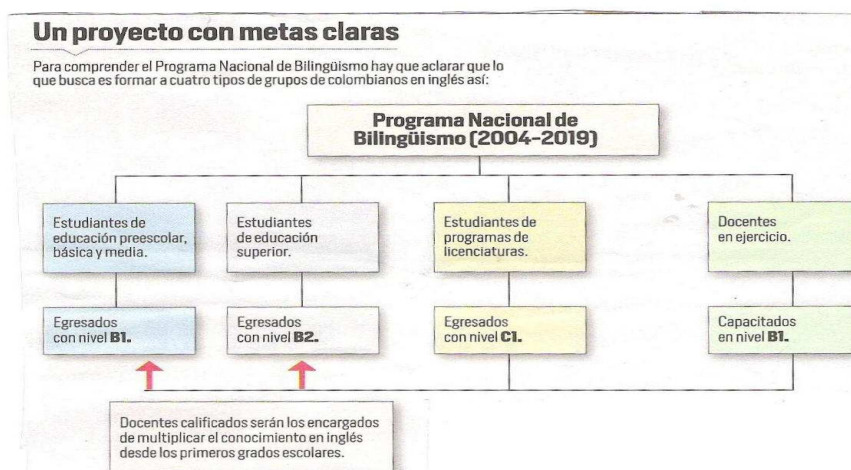 Un proyecto con metas claras
Para comprender el Programa Nacional de Bilingüismo hay que aclarar que lo
que busca es formar a cuatro tipos de grupos de colombianos en inglés así:
Programa Nacional de
Bilingüismo (2004-2019)
Estudiantes de
educación preescolar,
básica y media.
Estudiantes
de educación
superior.
Estudiantes de
programas de
licenciaturas.
Docentes
en ejercicio.
Egresados
con nivel B1.
Egresados
con nivel B2.
Egresados
con nivel C1.
Capacitados
en nivel B1.
Docentes calificados serán los encargados
de multiplicar el conocimiento en inglés
desde los primeros grados escolares.